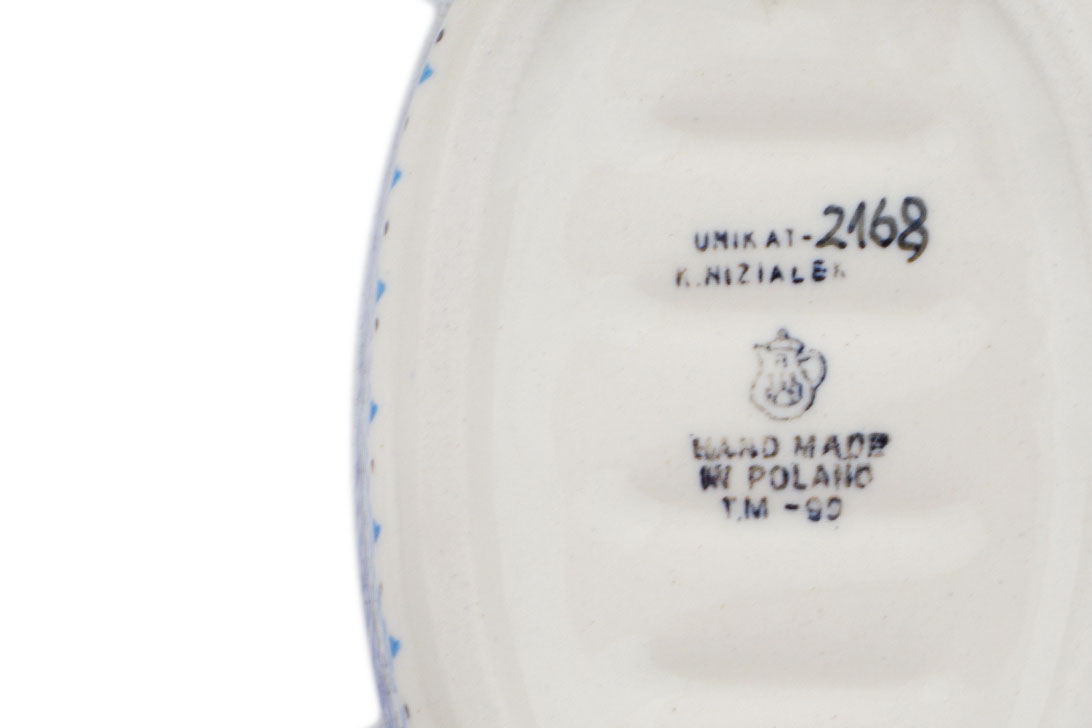 UNIKAT-2168
K.NIZIALEK
HAND MADE
IN POLAND
T.M -90